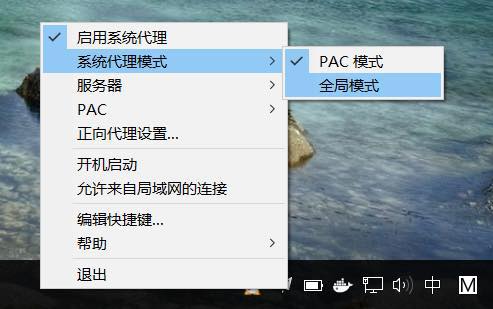 启用系统代理
系统代理模式
PAC 模式
全局模式
服务器
PAC
正向代理设置...
开机启动
允许来自局域网的连接
编辑快捷键...
帮助
退出
中
M